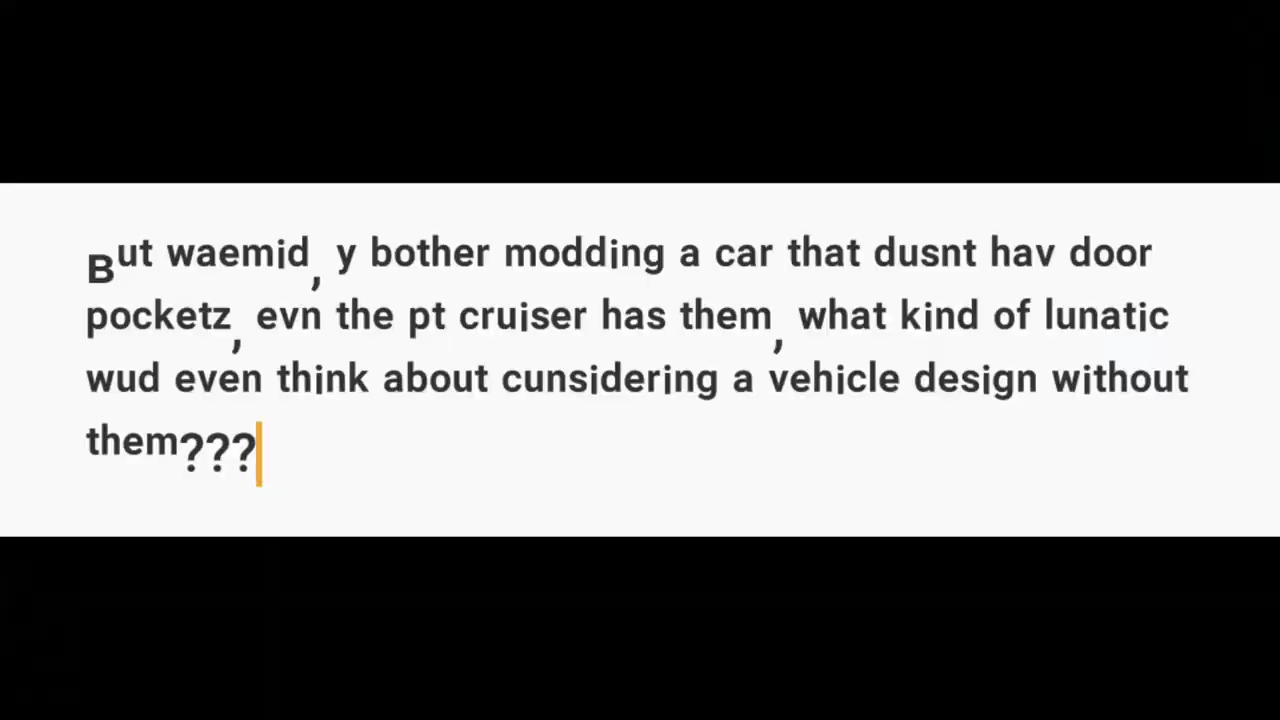 But waemid, y bother modding a car that dusnt hav door
pocketz, evn the pt cruiser has them, what kind of lunatic
wud even think about cunsidering a vehicle design without
them???